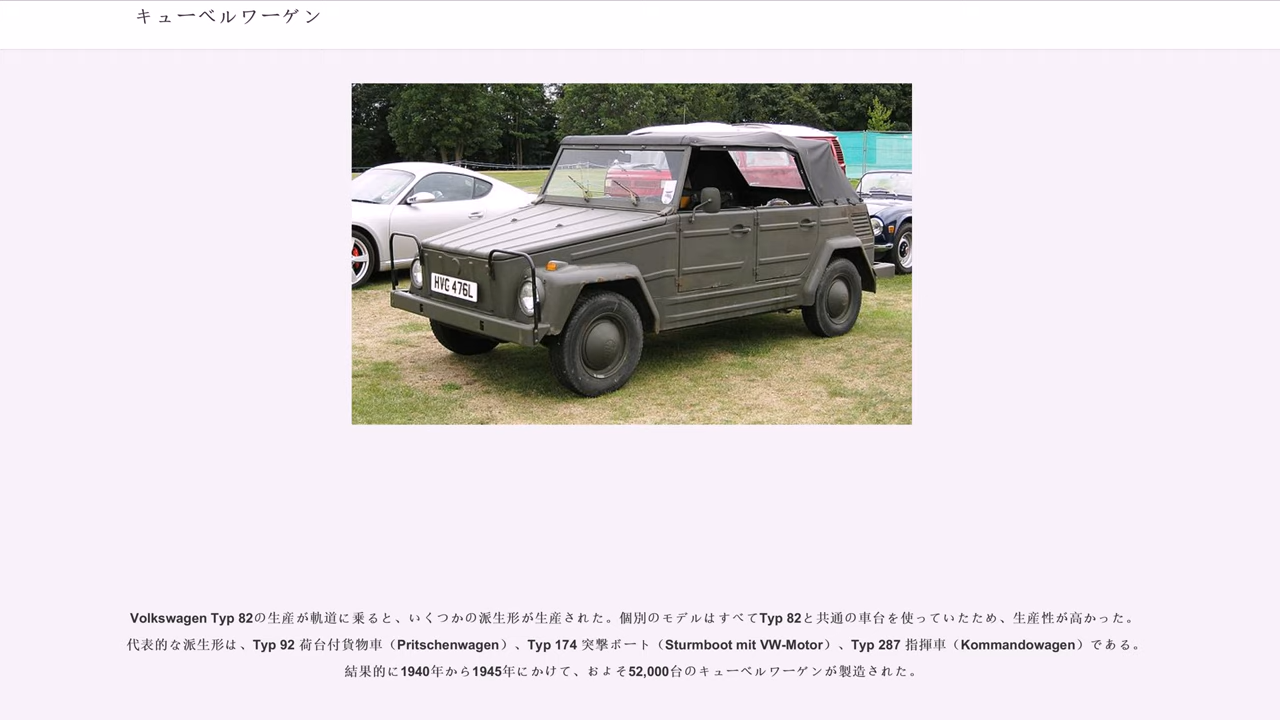 キューベルワーゲン
HVG 476L
Volkswagen Typ 82の生産が軌道に乗ると、いくつかの派生形が生産された。個別のモデルはすべてTyp 82と共通の車台を使っていたため、生産性が高かった。
代表的な派生形は、Typ 92 荷台付貨物車（Pritschenwagen）、Typ 174 突撃ボート（Sturmboot mit VW-Motor）、Typ 287 指揮車（Kommandowagen）である。
結果的に1940年から1945年にかけて、およそ52,000台のキューベルワーゲンが製造された。